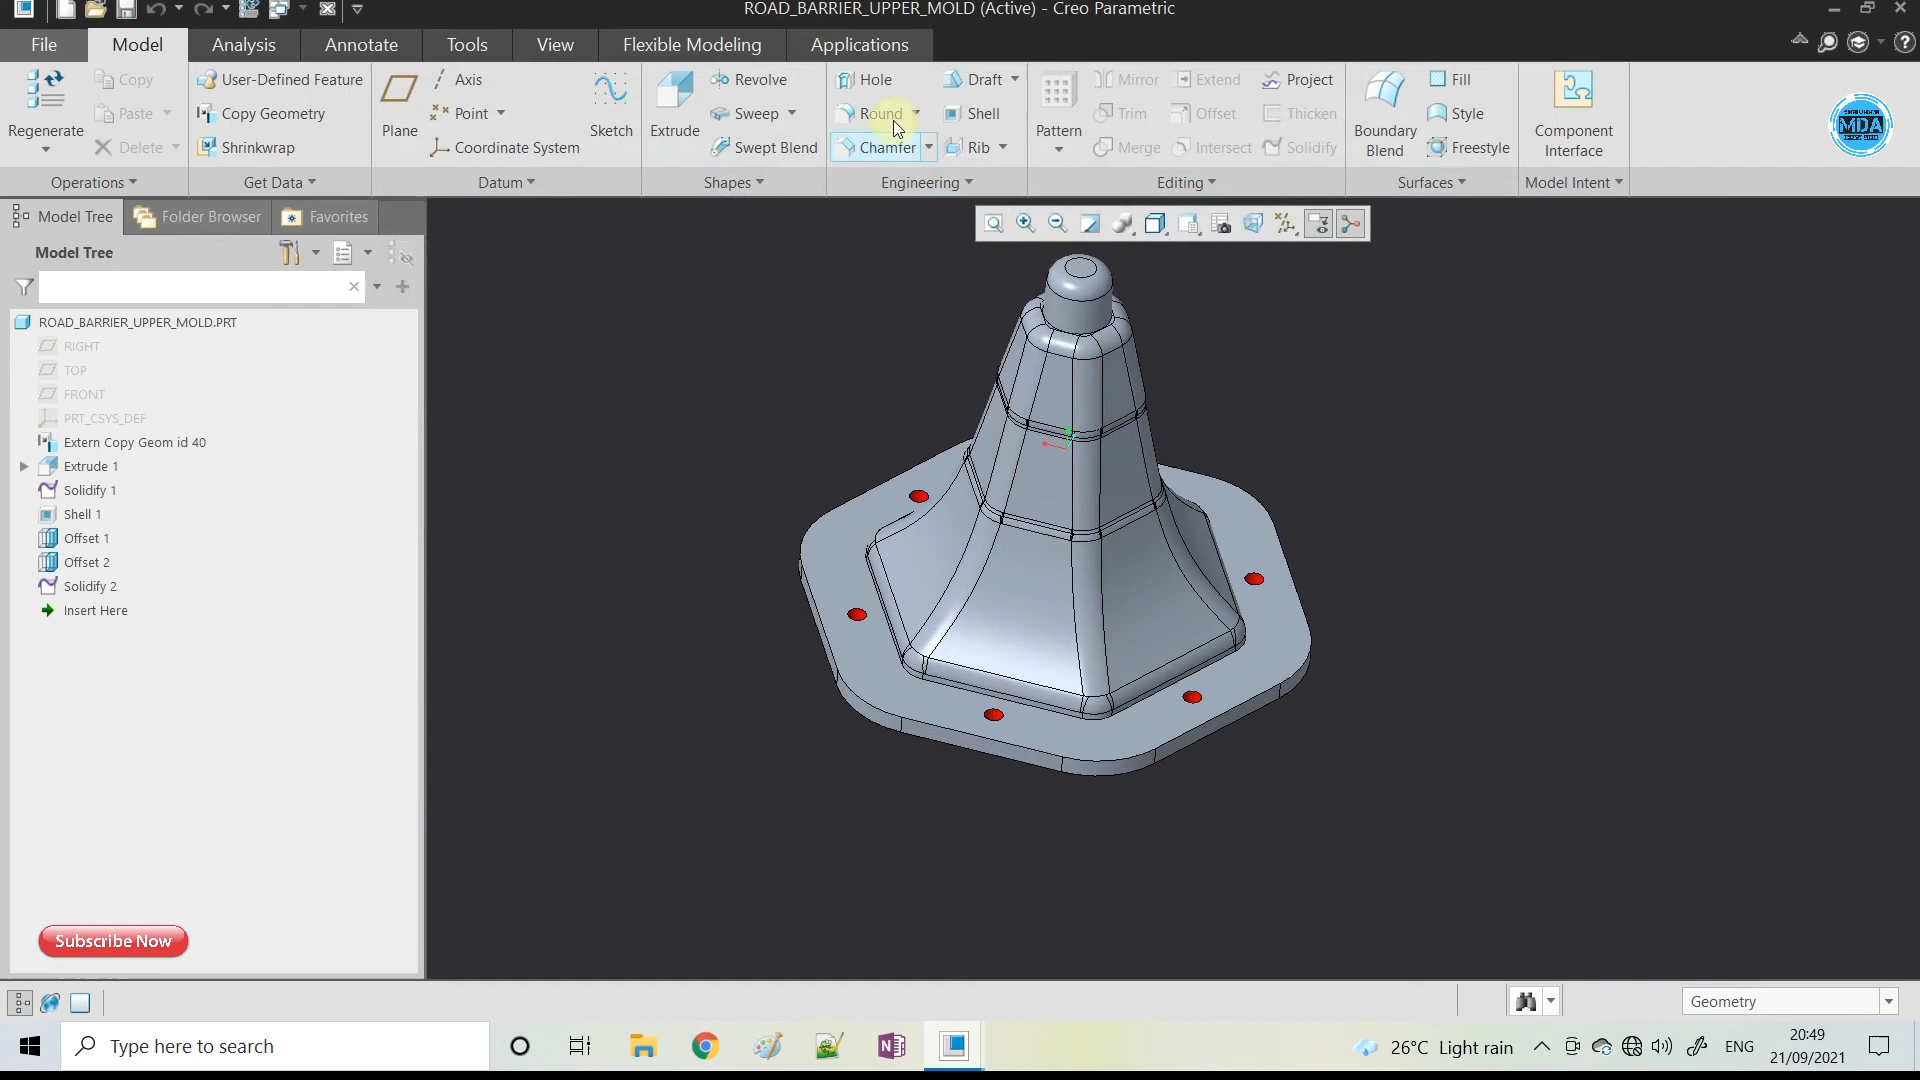 ROAD_BARRIER_UPPER_MOLD (Active) - Creo Parametric
File
Model
Analysis
Annotate
Tools
View
Flexible Modeling
Applications
Regenerate
Copy
Paste
Delete
Operations
User-Defined Feature
Copy Geometry
Shrinkwrap
Get Data
Plane
Axis
Point
Coordinate System
Sketch
Datum
Extrude
Revolve
Sweep
Swept Blend
Shapes
Hole
Round
Chamfer
Draft
Shell
Rib
Engineering
Pattern
Mirror
Trim
Merge
Extend
Offset
Intersect
Project
Thicken
Solidify
Editing
Boundary
Blend
Fill
Style
Freestyle
Surfaces
Component
Interface
Model Intent
MDA
Model Tree
Folder Browser
Favorites
Model Tree
ROAD_BARRIER_UPPER_MOLD.PRT
RIGHT
TOP
FRONT
PRT_CSYS_DEF
Extern Copy Geom id 40
Extrude 1
Solidify 1
Shell 1
Offset 1
Offset 2
Solidify 2
Insert Here
Subscribe Now
Geometry
Type here to search
26°C Light rain
ENG
20:49
21/09/2021